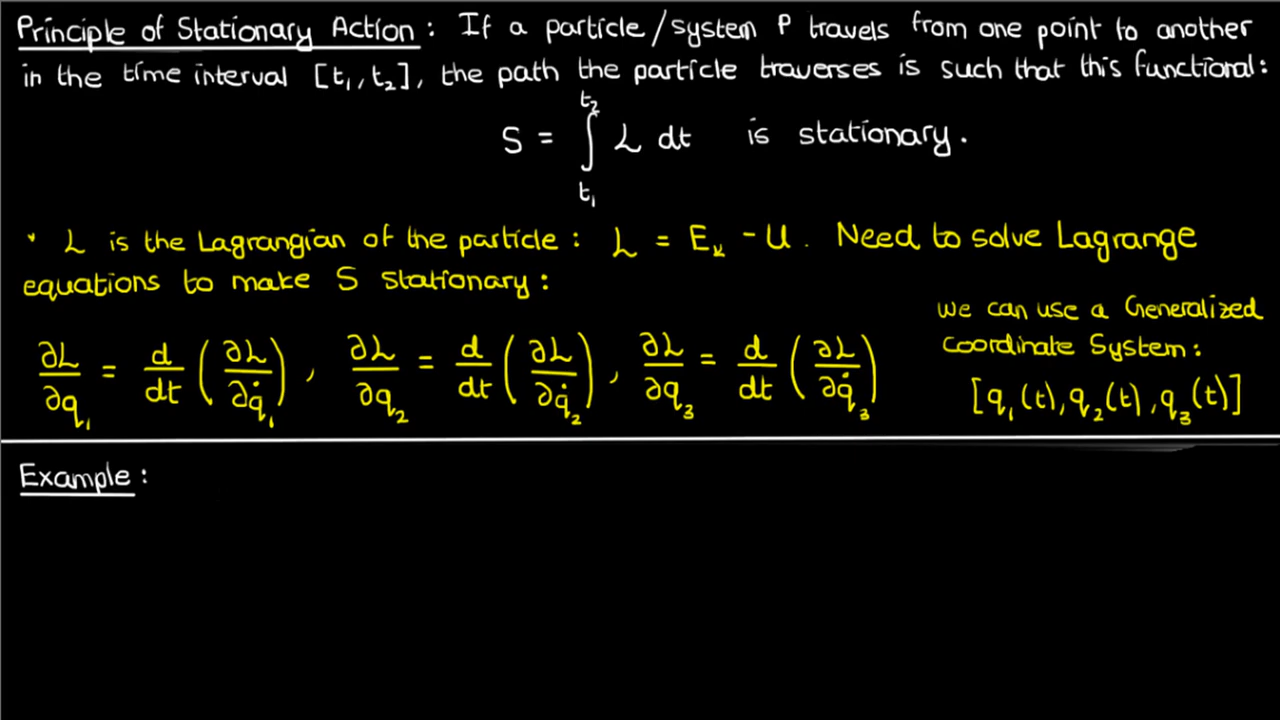 Principle of Stationary Action : If a particle/system P travels from one point to another
in the time interval [t₁, t₂], the path the particle traverses is such that this functional:
S = ∫_{t₁}^{t₂} L dt is stationary.
• L is the Lagrangian of the particle : L = Eₖ - U. Need to solve Lagrange
equations to make S stationary :
We can use a Generalized
Coordinate System:
∂L/∂q₁ = d/dt (∂L/∂q̇₁), ∂L/∂q₂ = d/dt (∂L/∂q̇₂), ∂L/∂q₃ = d/dt (∂L/∂q̇₃)
[q₁(t), q₂(t), q₃(t)]
Example :